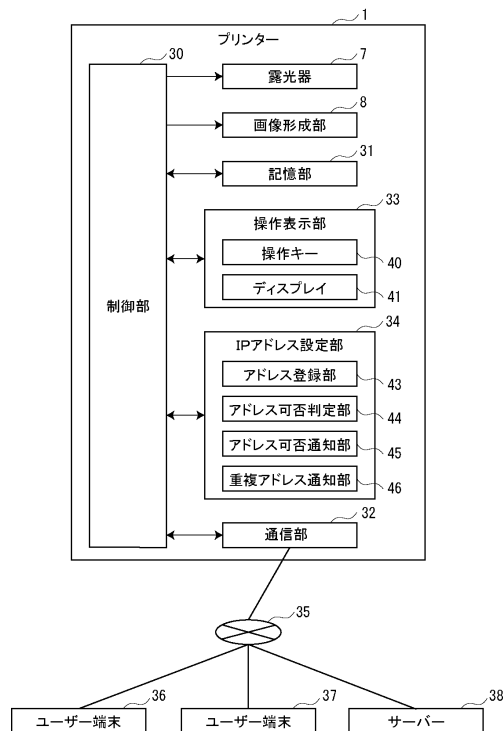 1
プリンター
30
7
露光器
8
画像形成部
31
記憶部
33
操作表示部
操作キー
40
ディスプレイ
41
制御部
34
IPアドレス設定部
アドレス登録部
43
アドレス可否判定部
44
アドレス可否通知部
45
重複アドレス通知部
46
32
通信部
35
36
ユーザー端末
37
ユーザー端末
38
サーバー